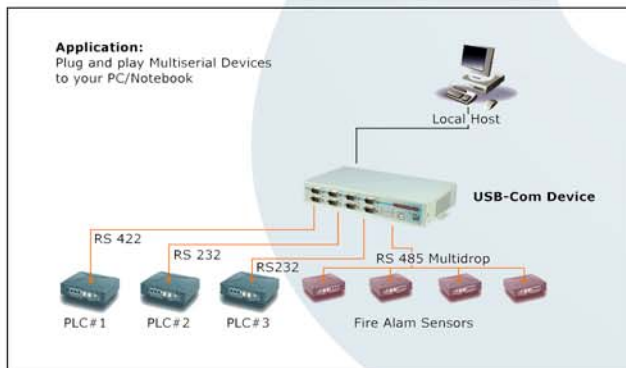 Application:
Plug and play Multiserial Devices
to your PC/Notebook
Local Host
USB-Com Device
RS 422
RS 232
RS232
RS 485 Multidrop
PLC#1
PLC#2
PLC#3
Fire Alam Sensors